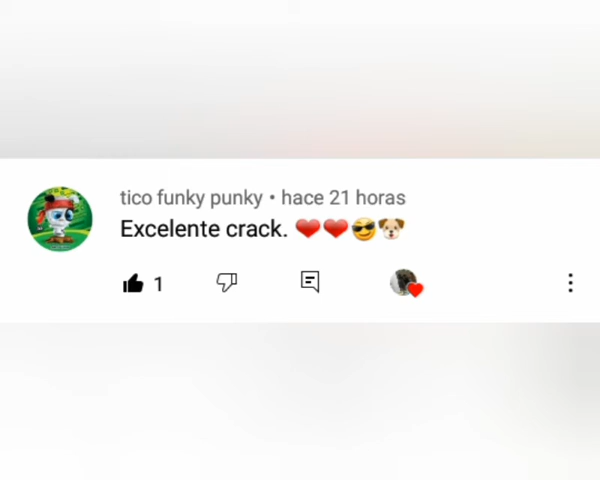 tico funky punky • hace 21 horas
Excelente crack. ❤️❤️😎🐶
1